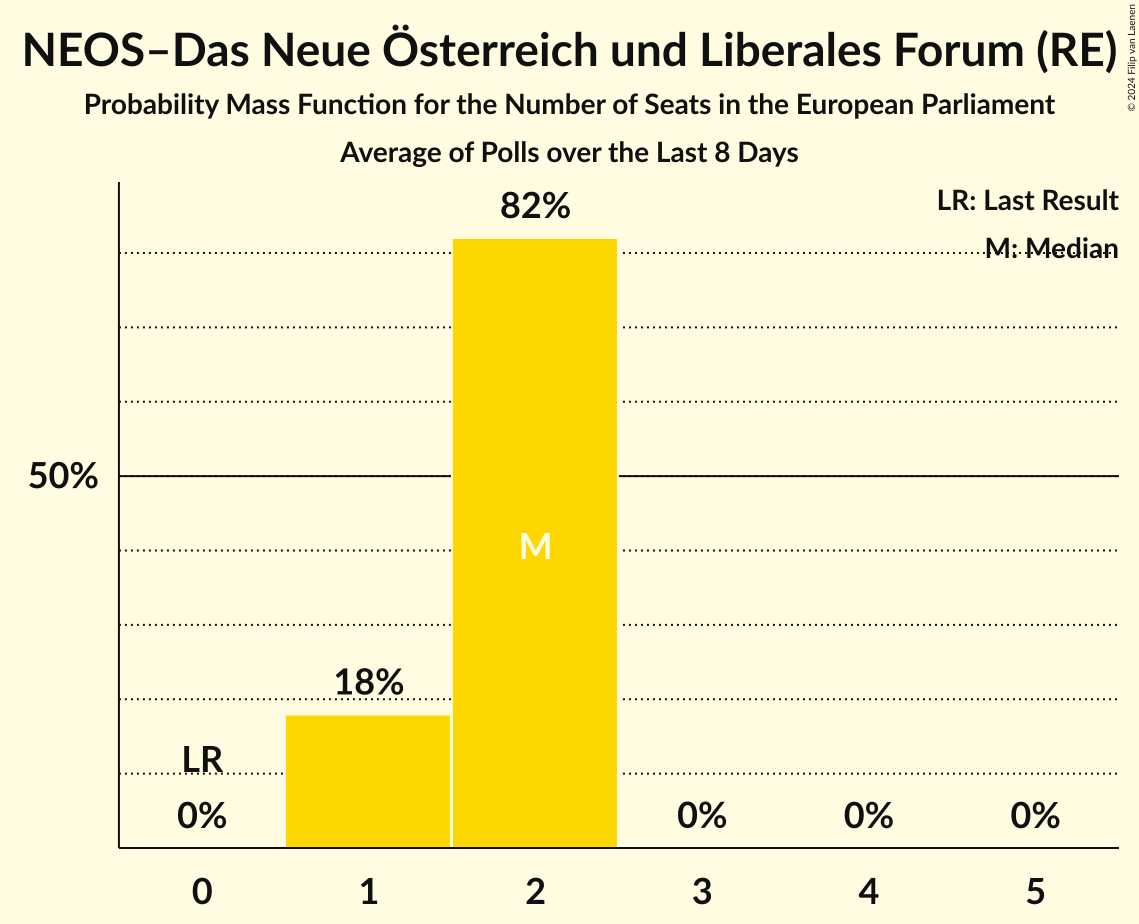 NEOS–Das Neue Österreich und Liberales Forum (RE)
Probability Mass Function for the Number of Seats in the European Parliament
Average of Polls over the Last 8 Days
© 2024 Filip van Laenen
LR: Last Result
M: Median
82%
50%
M
18%
LR
0%
0%
0%
0%
0
1
2
3
4
5